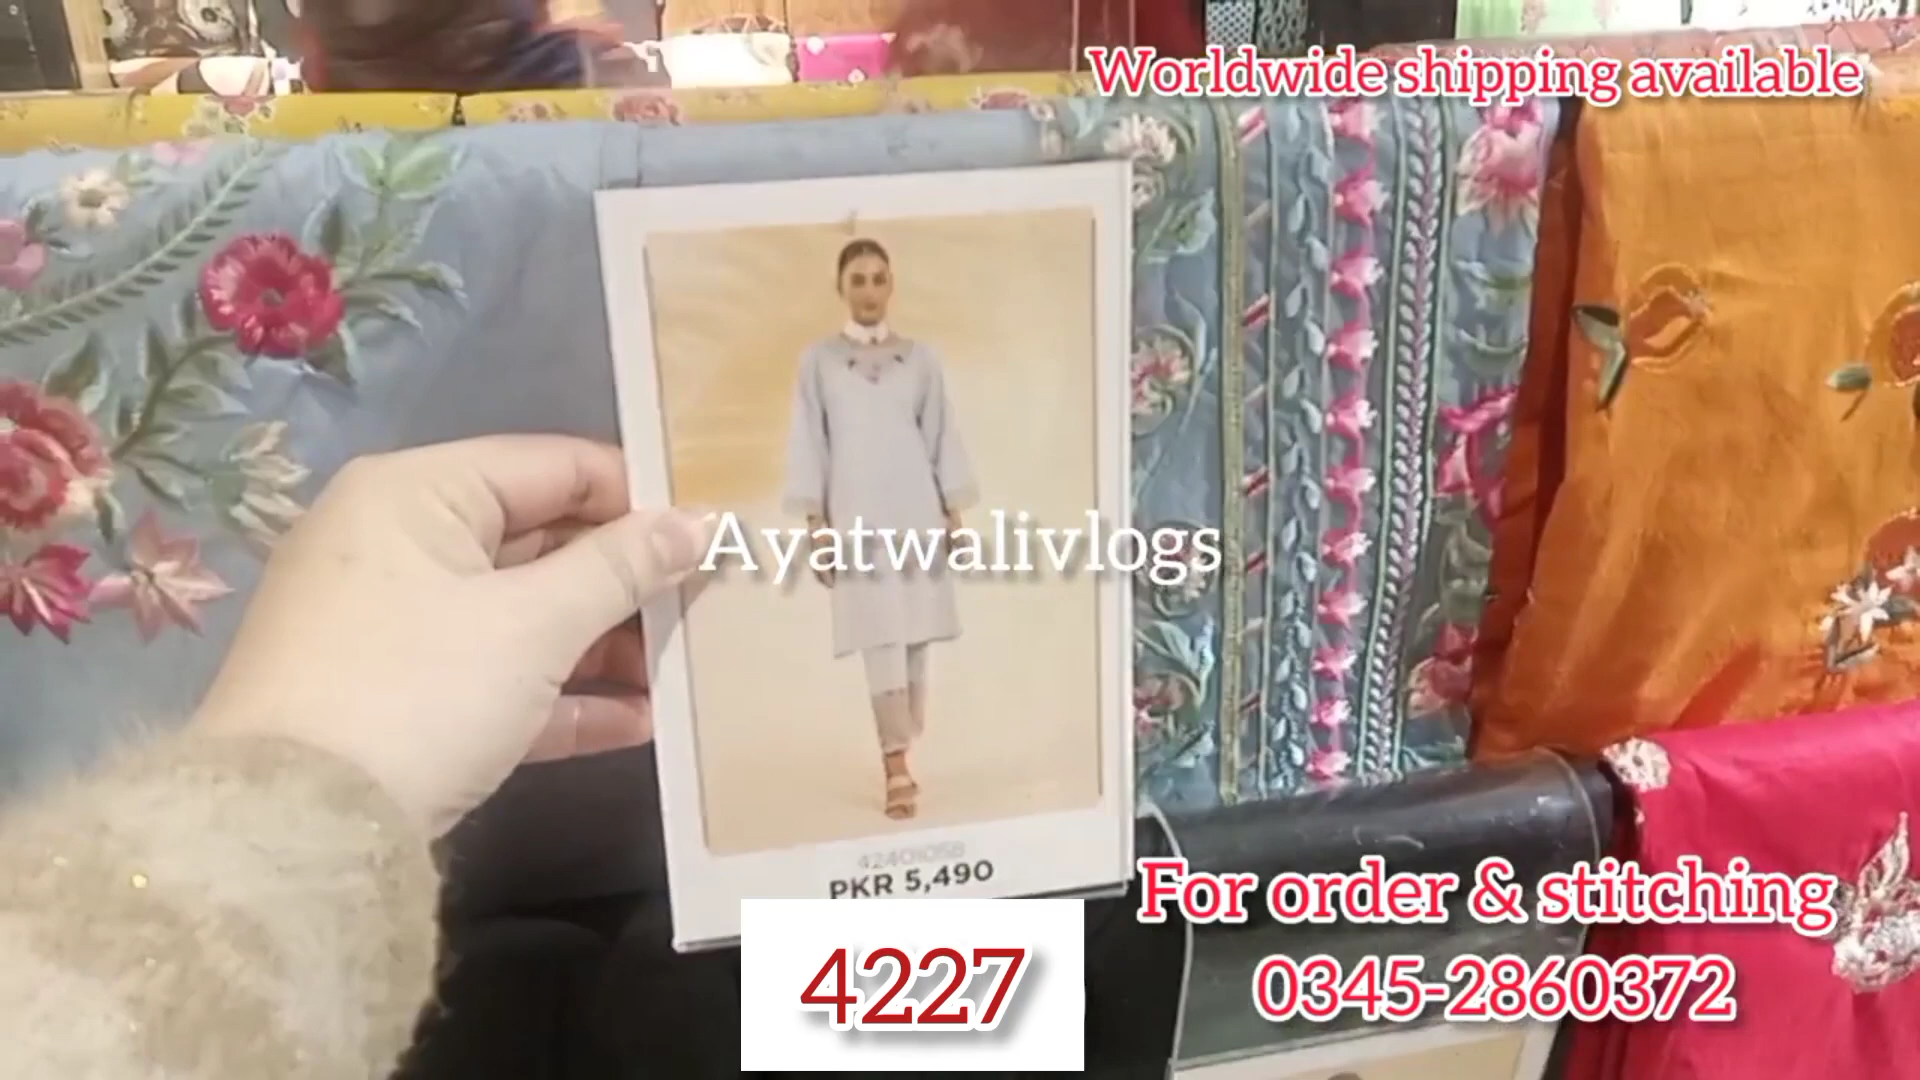 Worldwide shipping available
Ayatwalivlogs
PKR 5,490
4227
For order & stitching
0345-2860372